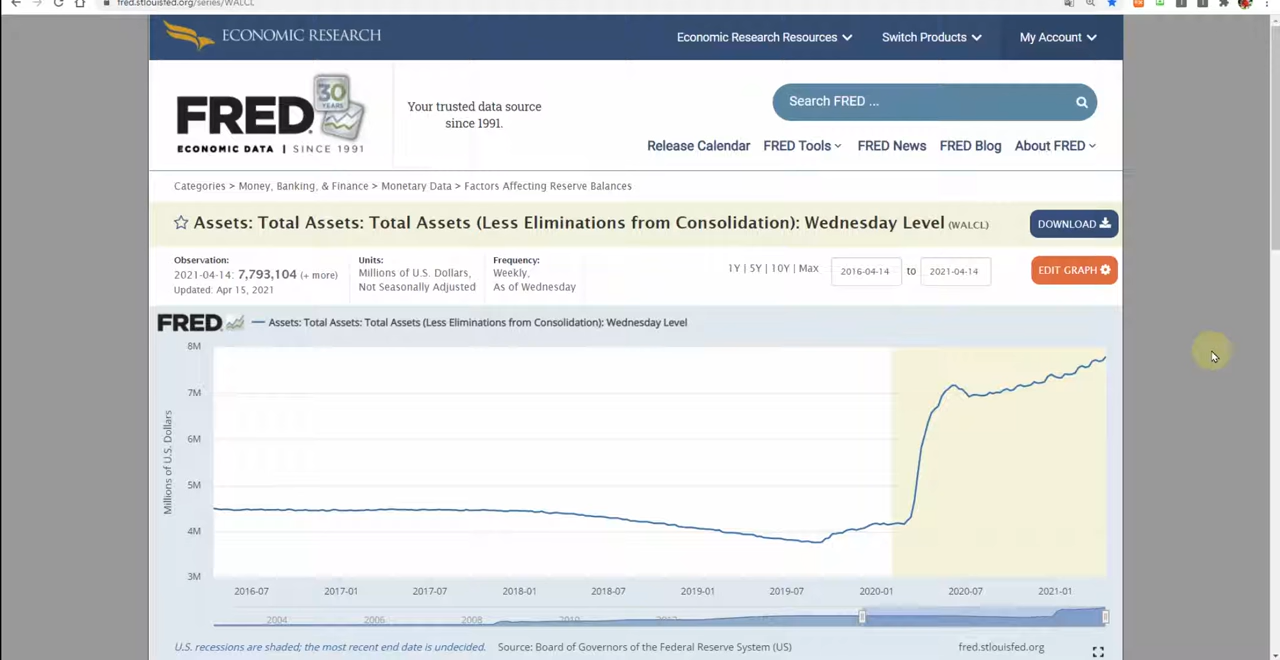 fred.stlouisfed.org/series/WALCL
ECONOMIC RESEARCH
Economic Research Resources
Switch Products
My Account
FRED
30
YEARS
ECONOMIC DATA | SINCE 1991
Your trusted data source
since 1991.
Search FRED ...
Release Calendar
FRED Tools
FRED News
FRED Blog
About FRED
Categories > Money, Banking, & Finance > Monetary Data > Factors Affecting Reserve Balances
Assets: Total Assets: Total Assets (Less Eliminations from Consolidation): Wednesday Level (WALCL)
DOWNLOAD
Observation:
2021-04-14: 7,793,104 (+ more)
Updated: Apr 15, 2021
Units:
Millions of U.S. Dollars,
Not Seasonally Adjusted
Frequency:
Weekly,
As of Wednesday
1Y | 5Y | 10Y | Max
2016-04-14 to 2021-04-14
EDIT GRAPH
FRED
Assets: Total Assets: Total Assets (Less Eliminations from Consolidation): Wednesday Level
8M
7M
6M
5M
4M
3M
Millions of U.S. Dollars
2016-07 2017-01 2017-07 2018-01 2018-07 2019-01 2019-07 2020-01 2020-07 2021-01
2004 2006 2008 2010
U.S. recessions are shaded; the most recent end date is undecided.
Source: Board of Governors of the Federal Reserve System (US)
fred.stlouisfed.org